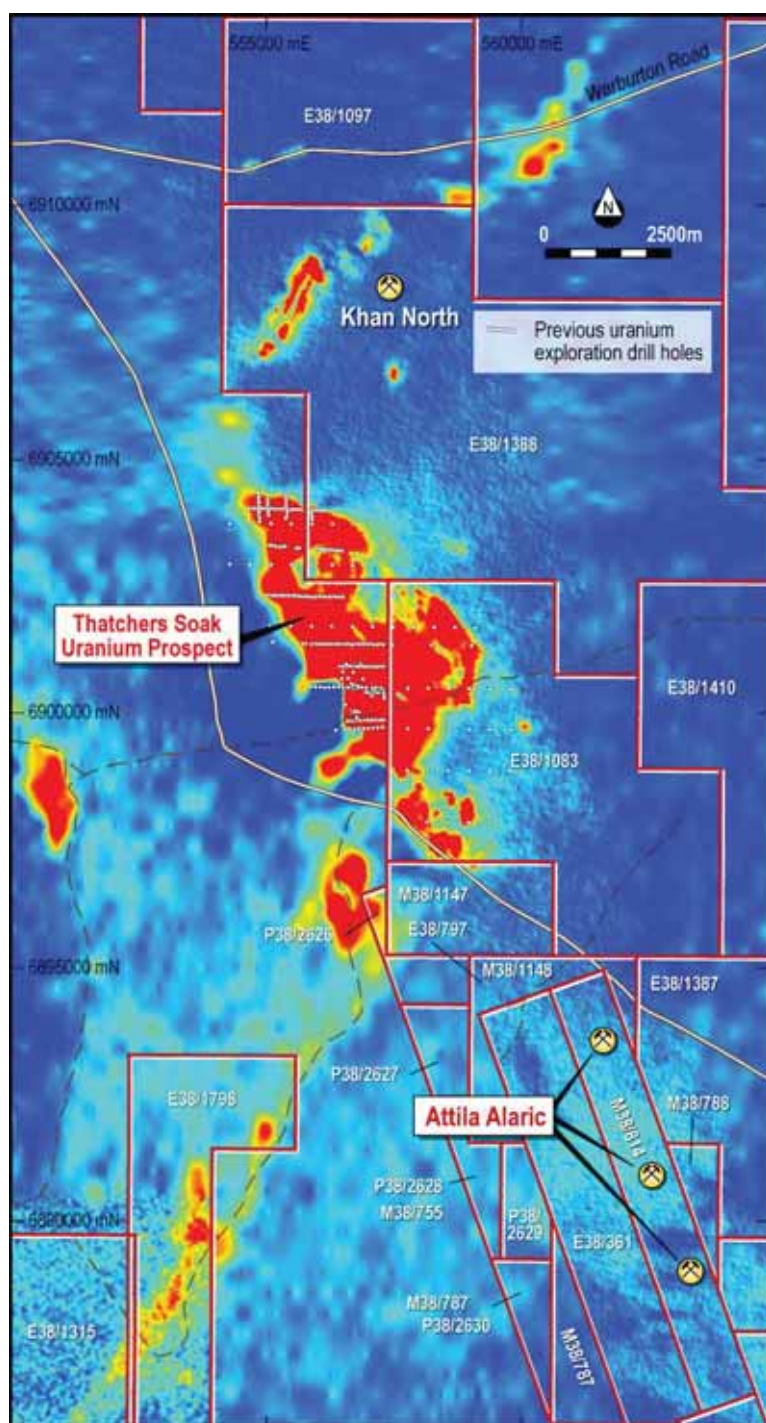 555000 mE
560000 mE
Warburton Road
E38/1097
6910000 mN
N
0 2500m
Khan North
Previous uranium
exploration drill holes
E38/1388
6905000 mN
Thatchers Soak
Uranium Prospect
E38/1410
6900000 mN
E38/1083
M38/1147
P38/2626
E38/797
6895000 mN
M38/1148
E38/1387
P38/2627
E38/1798
M38/788
Attila Alaric
M38/814
P38/2628
M38/755
P38/
2629
6890000 mN
E38/361
M38/787
P38/2630
E38/1315
M38/787